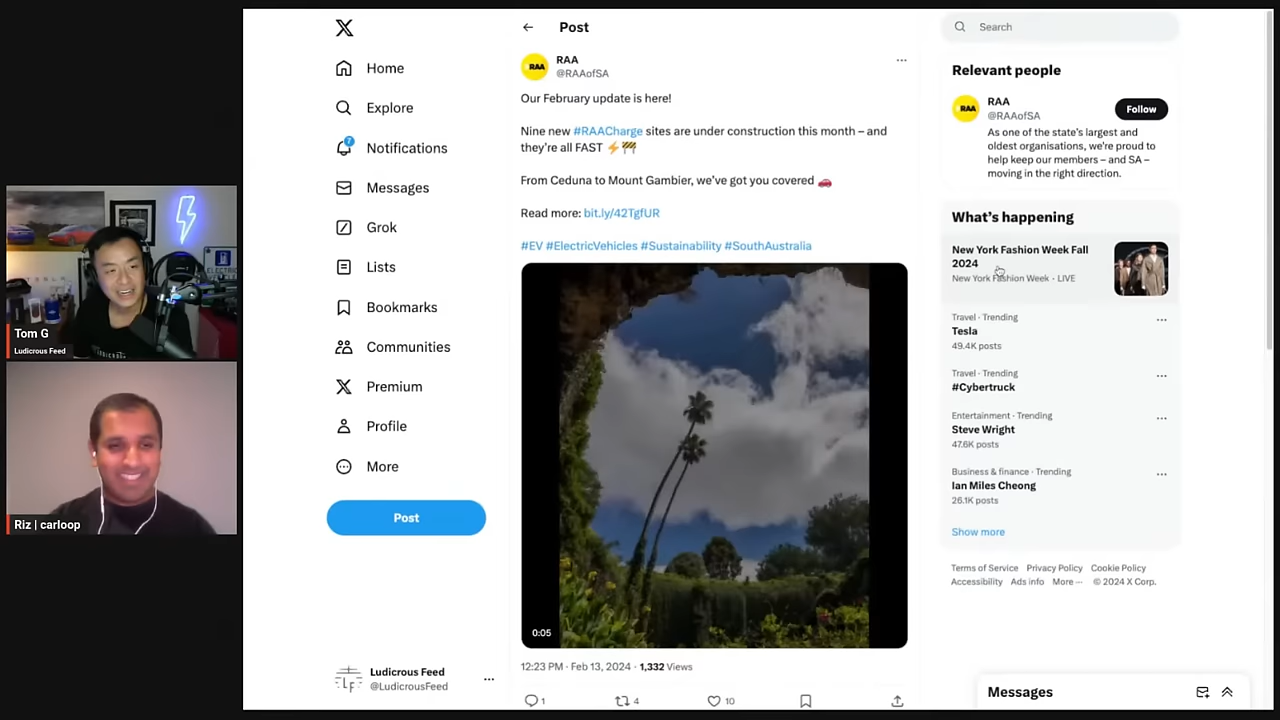 Tom G
Ludicrous Feed
Riz | carloop
Home
Explore
7
Notifications
Messages
Grok
Lists
Bookmarks
Communities
Premium
Profile
More
Post
Ludicrous Feed
@LudicrousFeed
Post
RAA
RAA
@RAAofSA
Our February update is here!
Nine new #RAACharge sites are under construction this month – and
they're all FAST ⚡🚧
From Ceduna to Mount Gambier, we've got you covered 🚗
Read more: bit.ly/42TgfUR
#EV #ElectricVehicles #Sustainability #SouthAustralia
0:05
12:23 PM · Feb 13, 2024 · 1,332 Views
1
4
10
Search
Relevant people
RAA
RAA
@RAAofSA
Follow
As one of the state's largest and
oldest organisations, we're proud to
help keep our members – and SA –
moving in the right direction.
What's happening
New York Fashion Week Fall
2024
New York Fashion Week · LIVE
Travel · Trending
Tesla
49.4K posts
Travel · Trending
#Cybertruck
Entertainment · Trending
Steve Wright
47.6K posts
Business & finance · Trending
Ian Miles Cheong
26.1K posts
Show more
Terms of Service Privacy Policy Cookie Policy
Accessibility Ads info More ··· © 2024 X Corp.
Messages